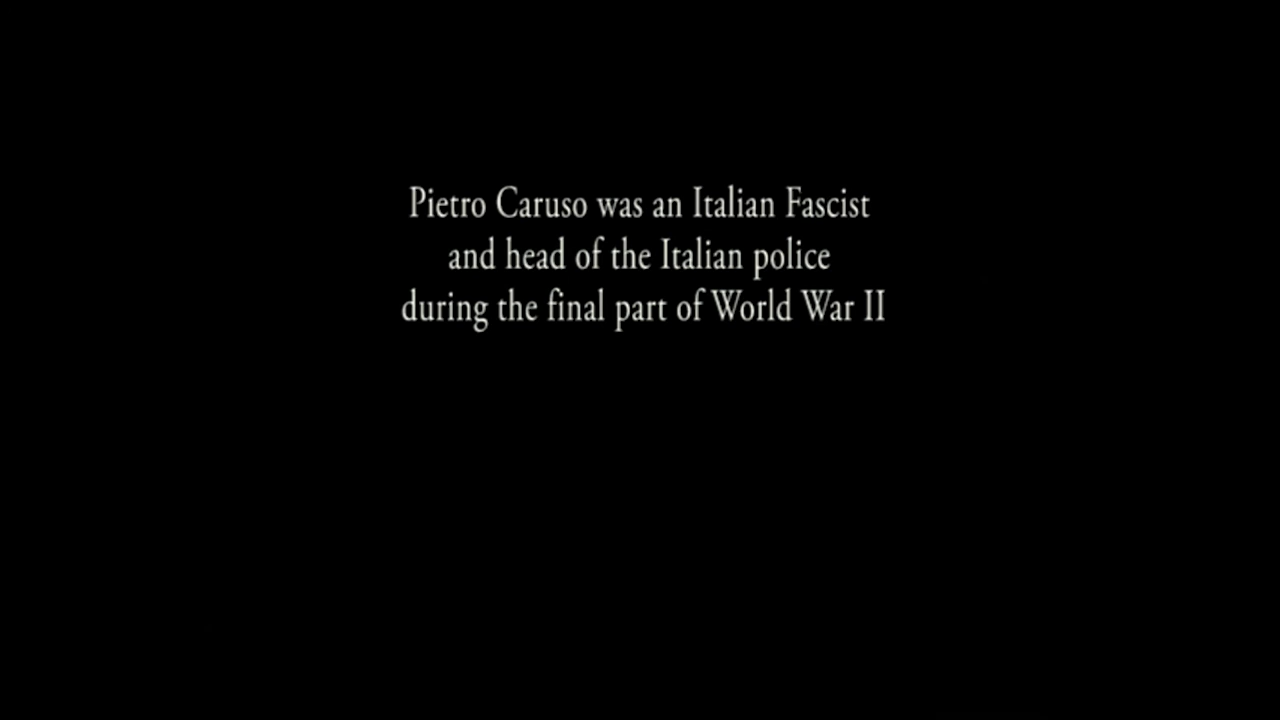 Pietro Caruso was an Italian Fascist
and head of the Italian police
during the final part of World War II